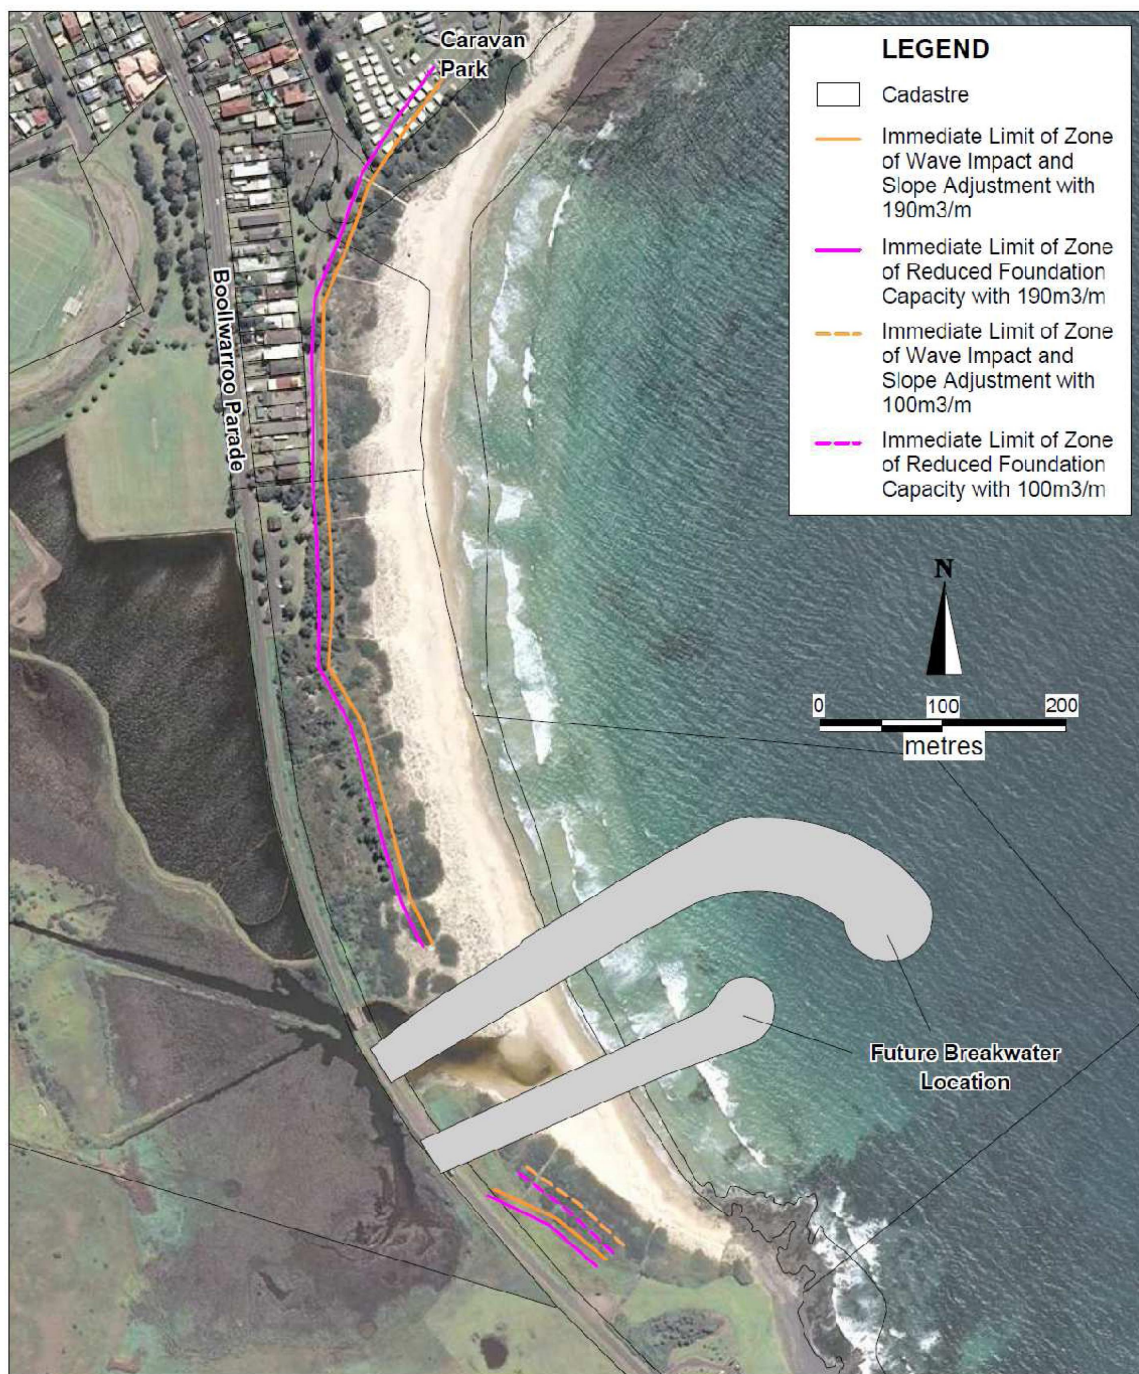 Caravan
Park
LEGEND
Cadastre
Immediate Limit of Zone
of Wave Impact and
Slope Adjustment with
190m3/m
Immediate Limit of Zone
of Reduced Foundation
Capacity with 190m3/m
Immediate Limit of Zone
of Wave Impact and
Slope Adjustment with
100m3/m
Immediate Limit of Zone
of Reduced Foundation
Capacity with 100m3/m
Boollwarroo Parade
N
0 100 200
metres
Future Breakwater
Location